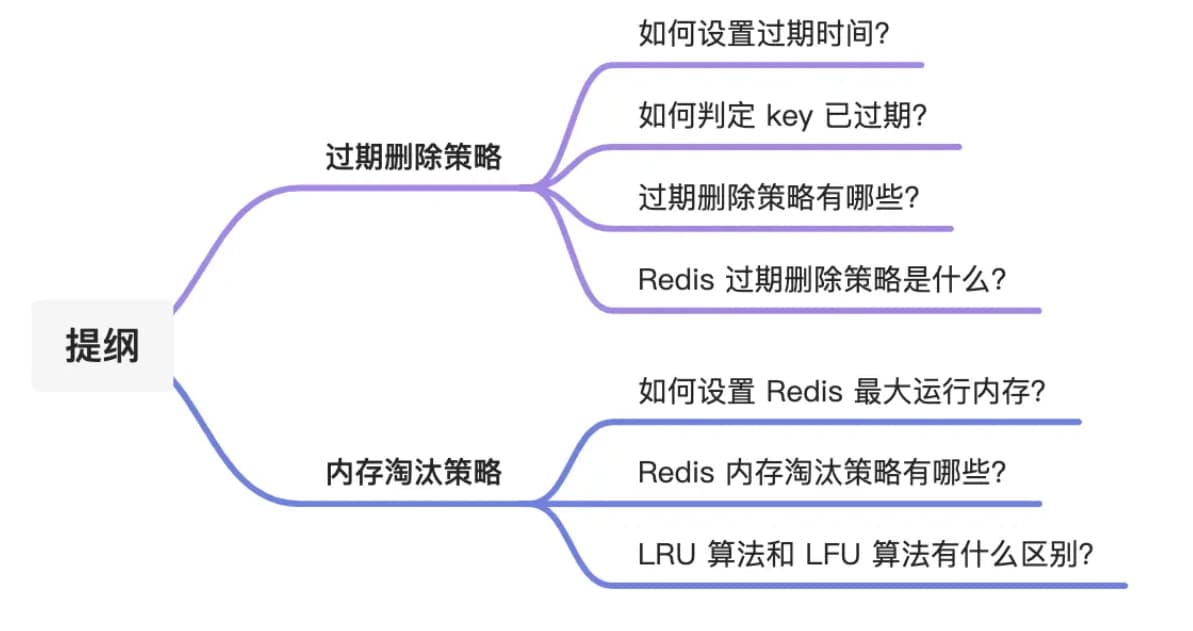 提纲
过期删除策略
如何设置过期时间?
如何判定 key 已过期?
过期删除策略有哪些?
Redis 过期删除策略是什么?
内存淘汰策略
如何设置 Redis 最大运行内存?
Redis 内存淘汰策略有哪些?
LRU 算法和 LFU 算法有什么区别?